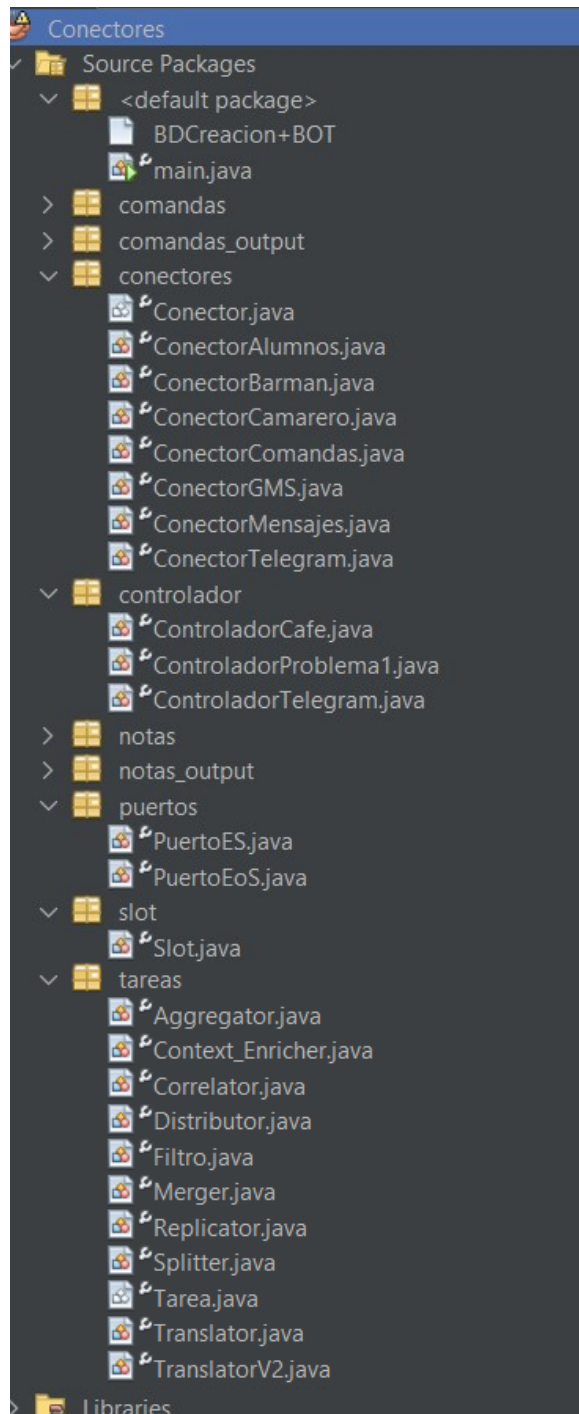 Conectores
Source Packages
<default package>
BDCreacion+BOT
main.java
comandas
comandas_output
conectores
Conector.java
ConectorAlumnos.java
ConectorBarman.java
ConectorCamarero.java
ConectorComandas.java
ConectorGMS.java
ConectorMensajes.java
ConectorTelegram.java
controlador
ControladorCafe.java
ControladorProblema1.java
ControladorTelegram.java
notas
notas_output
puertos
PuertoES.java
PuertoEoS.java
slot
Slot.java
tareas
Aggregator.java
Context_Enricher.java
Correlator.java
Distributor.java
Filtro.java
Merger.java
Replicator.java
Splitter.java
Tarea.java
Translator.java
TranslatorV2.java
Libraries